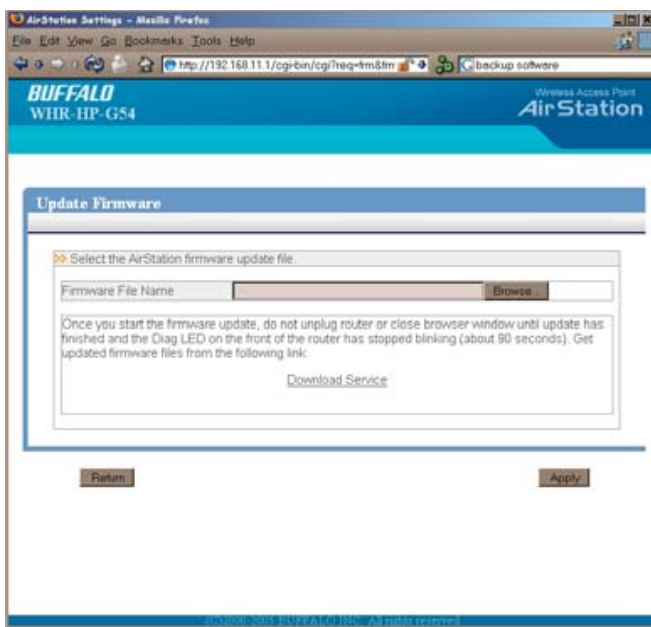 AirStation Settings - Mozilla Firefox
File Edit View Go Bookmarks Tools Help
http://192.168.11.1/cgi-bin/cgi?req=frm&frm
backup software
BUFFALO
WHR-HP-G54
Wireless Access Point
AirStation
Update Firmware
>> Select the AirStation firmware update file.
Firmware File Name
Browse...
Once you start the firmware update, do not unplug router or close browser window until update has
finished and the Diag LED on the front of the router has stopped blinking (about 90 seconds). Get
updated firmware files from the following link:
Download Service
Return
Apply
(C)2000-2005 BUFFALO INC. All rights reserved.